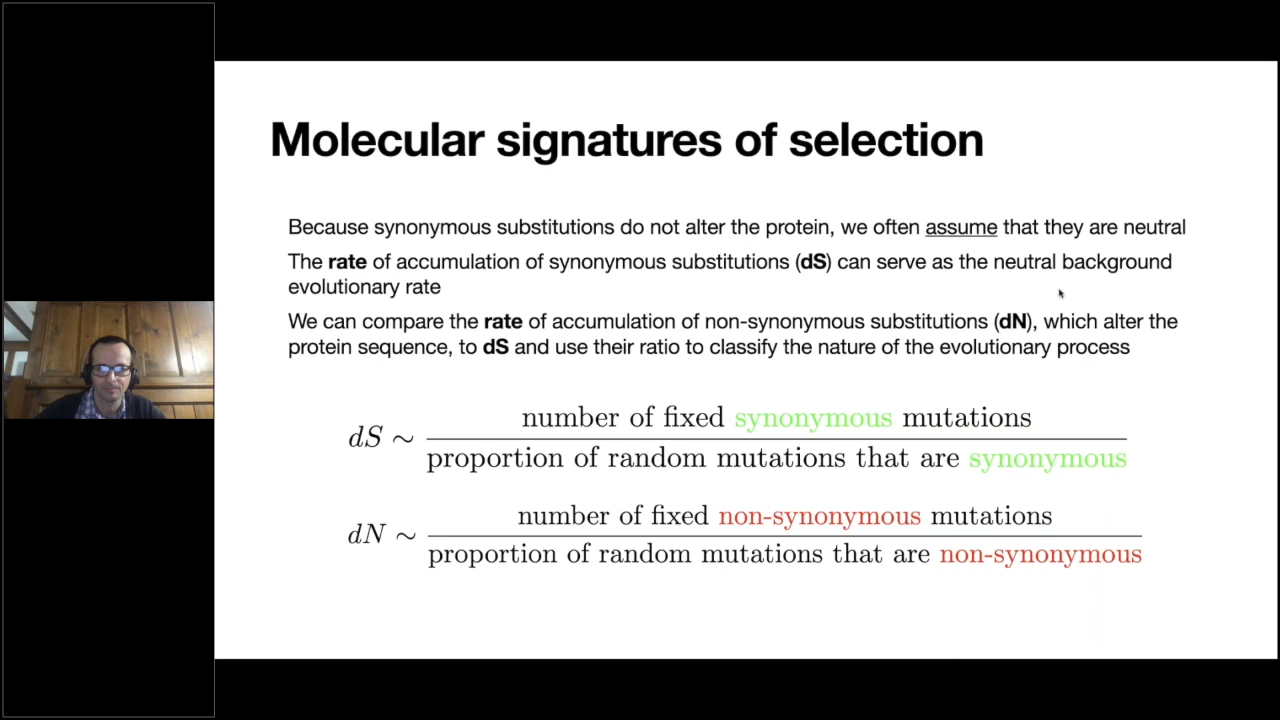 Molecular signatures of selection
Because synonymous substitutions do not alter the protein, we often assume that they are neutral
The rate of accumulation of synonymous substitutions (dS) can serve as the neutral background
evolutionary rate
We can compare the rate of accumulation of non-synonymous substitutions (dN), which alter the
protein sequence, to dS and use their ratio to classify the nature of the evolutionary process
number of fixed synonymous mutations
dS ∼
proportion of random mutations that are synonymous
number of fixed non-synonymous mutations
dN ∼
proportion of random mutations that are non-synonymous